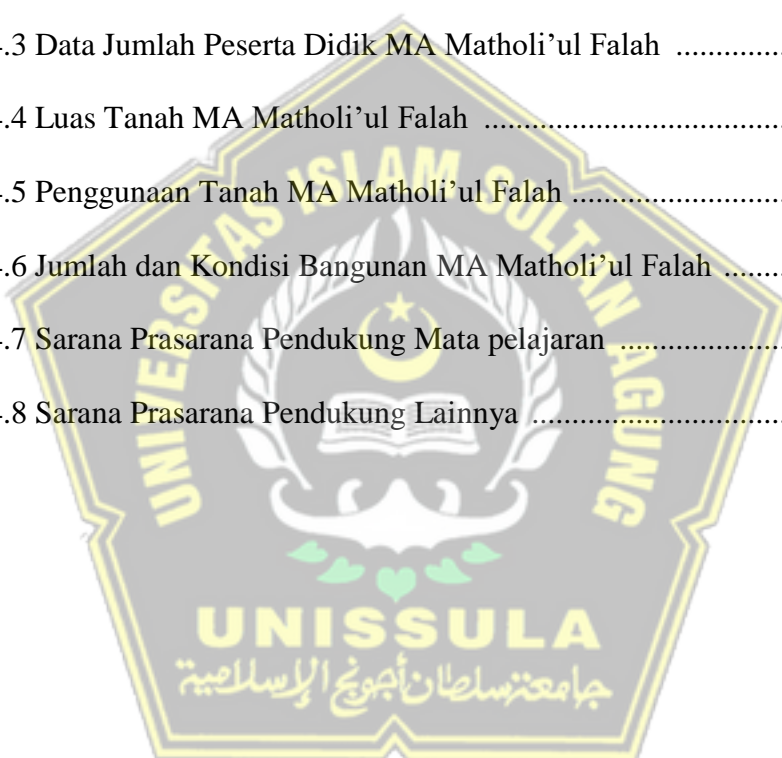 .3 Data Jumlah Peserta Didik MA Matholi’ul Falah ..............
.4 Luas Tanah MA Matholi’ul Falah ......................................
.5 Penggunaan Tanah MA Matholi’ul Falah ...........................
.6 Jumlah dan Kondisi Bangunan MA Matholi’ul Falah ........
.7 Sarana Prasarana Pendukung Mata pelajaran ....................
.8 Sarana Prasarana Pendukung Lainnya ...............................
UNIVERSITAS ISLAM SULTAN AGUNG
UNISSULA
جامعة سلطان أجونج الإسلامية